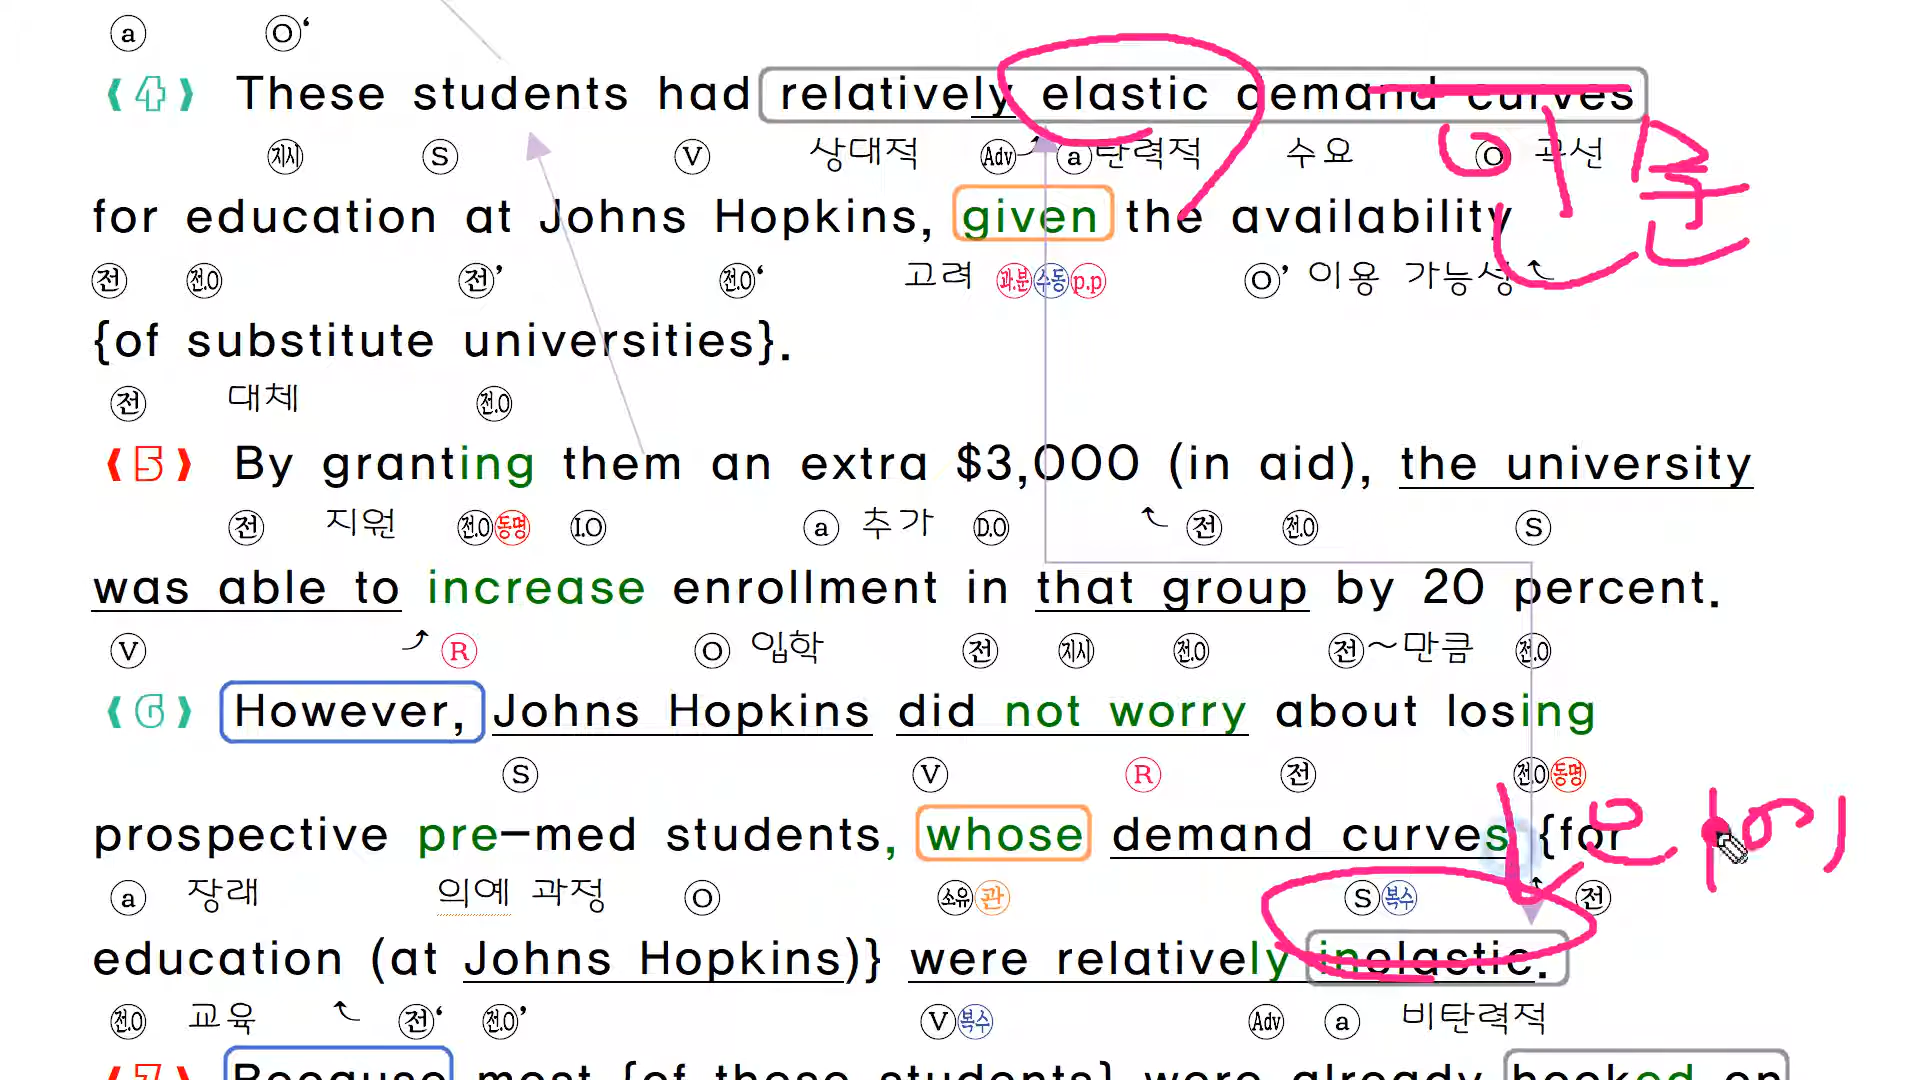 ⓐ Ⓞ‘
❨4❩ These students had relatively elastic demand curves
지시 Ⓢ Ⓥ 상대적 Adv ⓐ 탄력적 수요 Ⓞ 곡선
for education at Johns Hopkins, given the availability
전 전.O 전’ 전.O‘ 고려 과.분 수동 p.p O’ 이용 가능성
{of substitute universities}.
전 대체 전.O
❨5❩ By granting them an extra $3,000 (in aid), the university
전 지원 전.O 동명 I.O ⓐ 추가 D.O 전 전.O Ⓢ
was able to increase enrollment in that group by 20 percent.
Ⓥ Ⓡ Ⓞ 입학 전 지시 전.O 전 ~만큼 전.O
❨6❩ However, Johns Hopkins did not worry about losing
Ⓢ Ⓥ Ⓡ 전 전.O 동명
prospective pre-med students, whose demand curves {for
ⓐ 장래 의예 과정 Ⓞ 소유 관 Ⓢ 복수 전
education (at Johns Hopkins)} were relatively inelastic.
전.O 교육 전‘ 전.O’ Ⓥ 복수 Adv ⓐ 비탄력적
❨7❩ Because most {of these students} were already hooked on